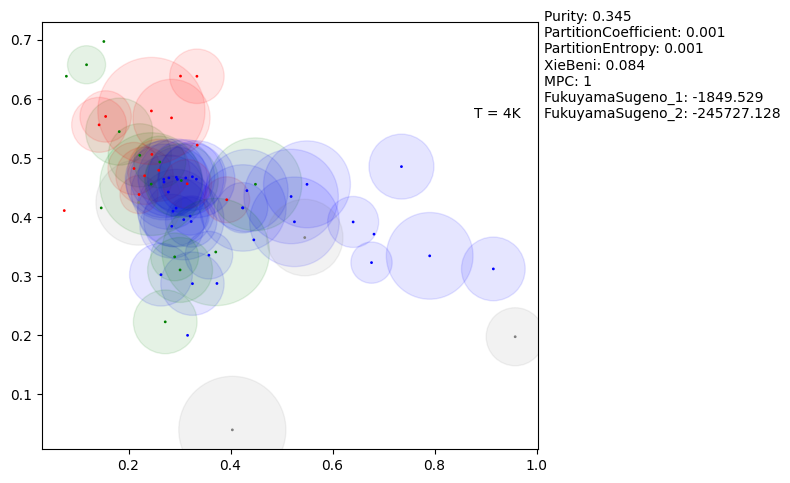 Purity: 0.345
PartitionCoefficient: 0.001
PartitionEntropy: 0.001
XieBeni: 0.084
MPC: 1
FukuyamaSugeno_1: -1849.529
FukuyamaSugeno_2: -245727.128
T = 4K
0.7
0.6
0.5
0.4
0.3
0.2
0.1
0.2 0.4 0.6 0.8 1.0